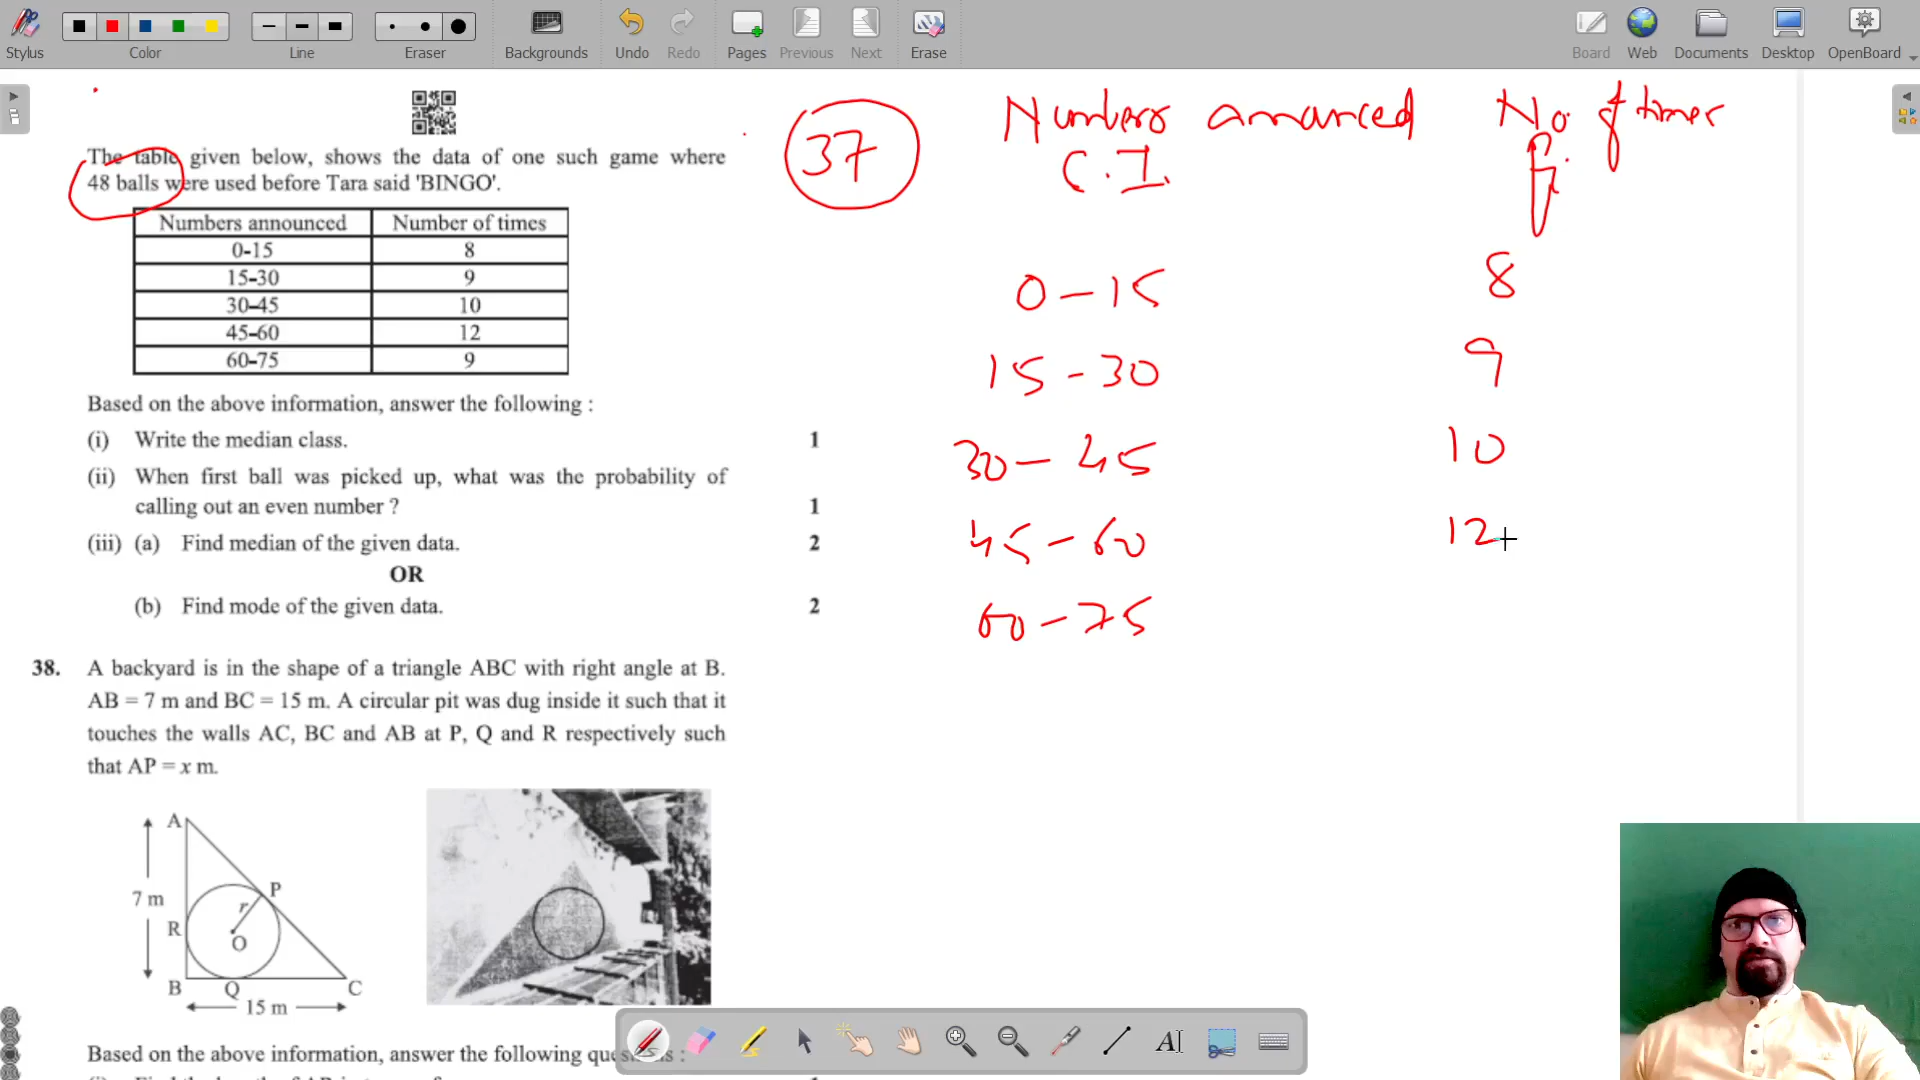 Stylus
Color
Line
Eraser
Backgrounds
Undo
Redo
Pages
Previous
Next
Erase
Board
Web
Documents
Desktop
OpenBoard
The table given below, shows the data of one such game where
48 balls were used before Tara said 'BINGO'.
Numbers announced Number of times
0-15 8
15-30 9
30-45 10
45-60 12
60-75 9
Based on the above information, answer the following :
(i) Write the median class. 1
(ii) When first ball was picked up, what was the probability of
calling out an even number ? 1
(iii) (a) Find median of the given data. 2
OR
(b) Find mode of the given data. 2
38. A backyard is in the shape of a triangle ABC with right angle at B.
AB = 7 m and BC = 15 m. A circular pit was dug inside it such that it
touches the walls AC, BC and AB at P, Q and R respectively such
that AP = x m.
A
P
7 m
r
R
O
B Q C
15 m
Based on the above information, answer the following
37
Numbers No. of times
C.I. f
0 - 15 8
15 - 30 9
30 - 45 10
45 - 60 12
60 - 75